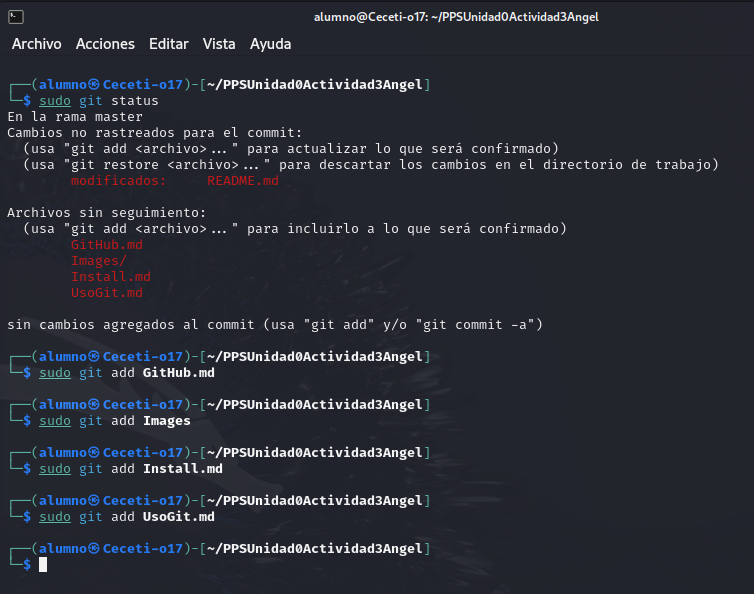 alumno@Ceceti-o17: ~/PPSUnidad0Actividad3Angel
Archivo Acciones Editar Vista Ayuda
┌──(alumno㉿Ceceti-o17)-[~/PPSUnidad0Actividad3Angel]
└─$ sudo git status
En la rama master
Cambios no rastreados para el commit:
  (usa "git add <archivo>..." para actualizar lo que será confirmado)
  (usa "git restore <archivo>..." para descartar los cambios en el directorio de trabajo)
        modificados:     README.md
Archivos sin seguimiento:
  (usa "git add <archivo>..." para incluirlo a lo que será confirmado)
        GitHub.md
        Images/
        Install.md
        UsoGit.md
sin cambios agregados al commit (usa "git add" y/o "git commit -a")
┌──(alumno㉿Ceceti-o17)-[~/PPSUnidad0Actividad3Angel]
└─$ sudo git add GitHub.md
┌──(alumno㉿Ceceti-o17)-[~/PPSUnidad0Actividad3Angel]
└─$ sudo git add Images
┌──(alumno㉿Ceceti-o17)-[~/PPSUnidad0Actividad3Angel]
└─$ sudo git add Install.md
┌──(alumno㉿Ceceti-o17)-[~/PPSUnidad0Actividad3Angel]
└─$ sudo git add UsoGit.md
┌──(alumno㉿Ceceti-o17)-[~/PPSUnidad0Actividad3Angel]
└─$